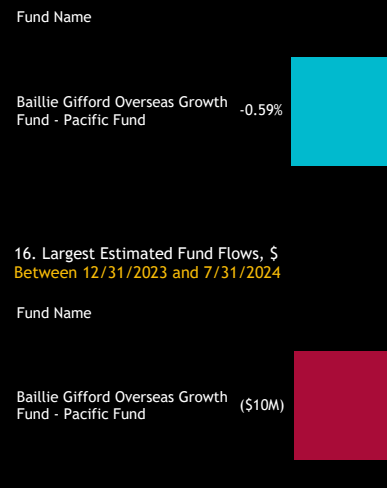 Fund Name
Baillie Gifford Overseas Growth
Fund - Pacific Fund
-0.59%
16. Largest Estimated Fund Flows, $
Between 12/31/2023 and 7/31/2024
Fund Name
Baillie Gifford Overseas Growth
Fund - Pacific Fund
($10M)